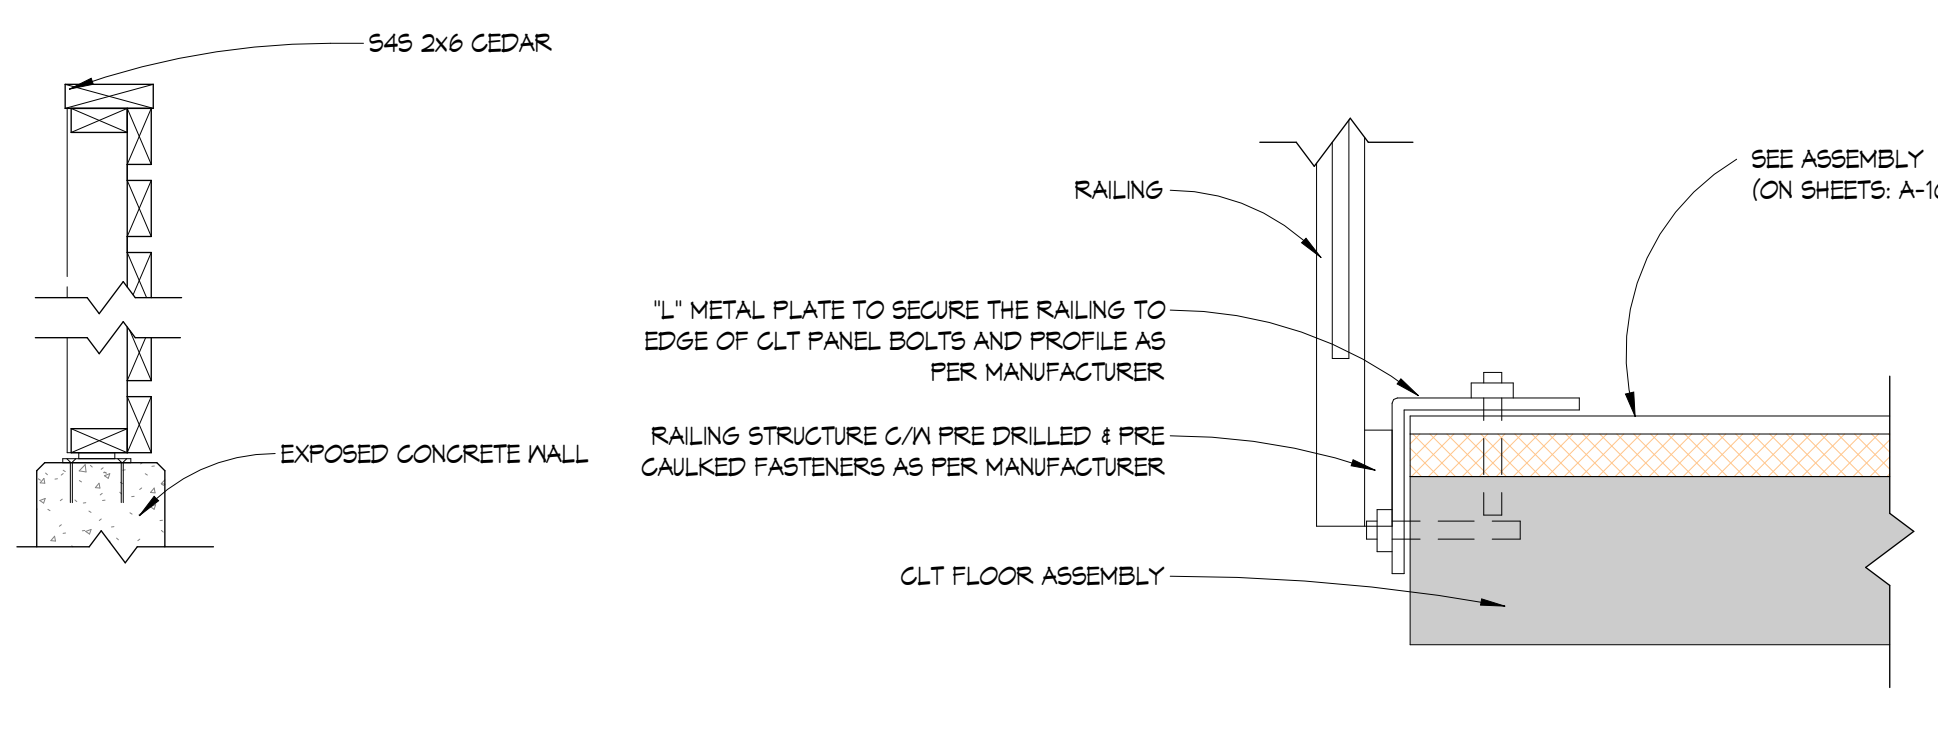 S4S 2x6 CEDAR
EXPOSED CONCRETE WALL
RAILING
"L" METAL PLATE TO SECURE THE RAILING TO
EDGE OF CLT PANEL BOLTS AND PROFILE AS
PER MANUFACTURER
RAILING STRUCTURE C/W PRE DRILLED & PRE
CAULKED FASTENERS AS PER MANUFACTURER
CLT FLOOR ASSEMBLY
SEE ASSEMBLY
(ON SHEETS: